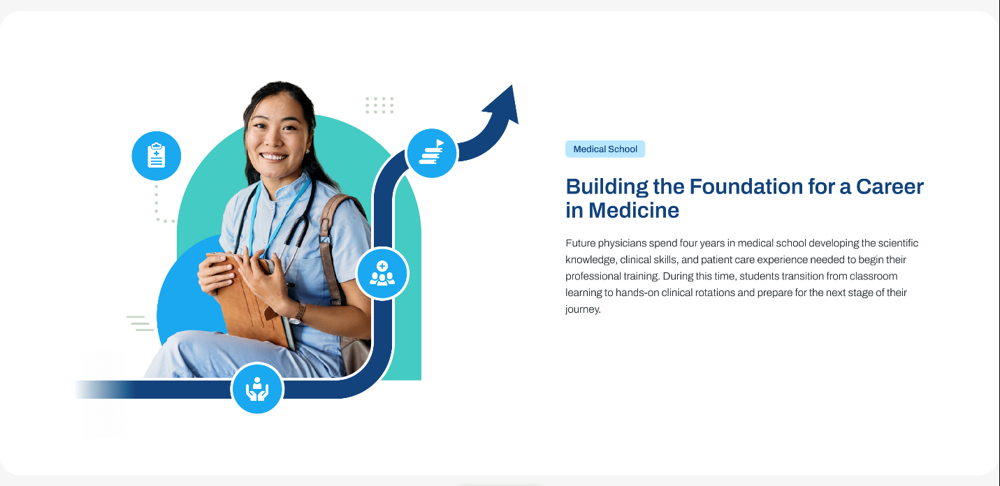 Medical School
Building the Foundation for a Career
in Medicine
Future physicians spend four years in medical school developing the scientific
knowledge, clinical skills, and patient care experience needed to begin their
professional training. During this time, students transition from classroom
learning to hands-on clinical rotations and prepare for the next stage of their
journey.